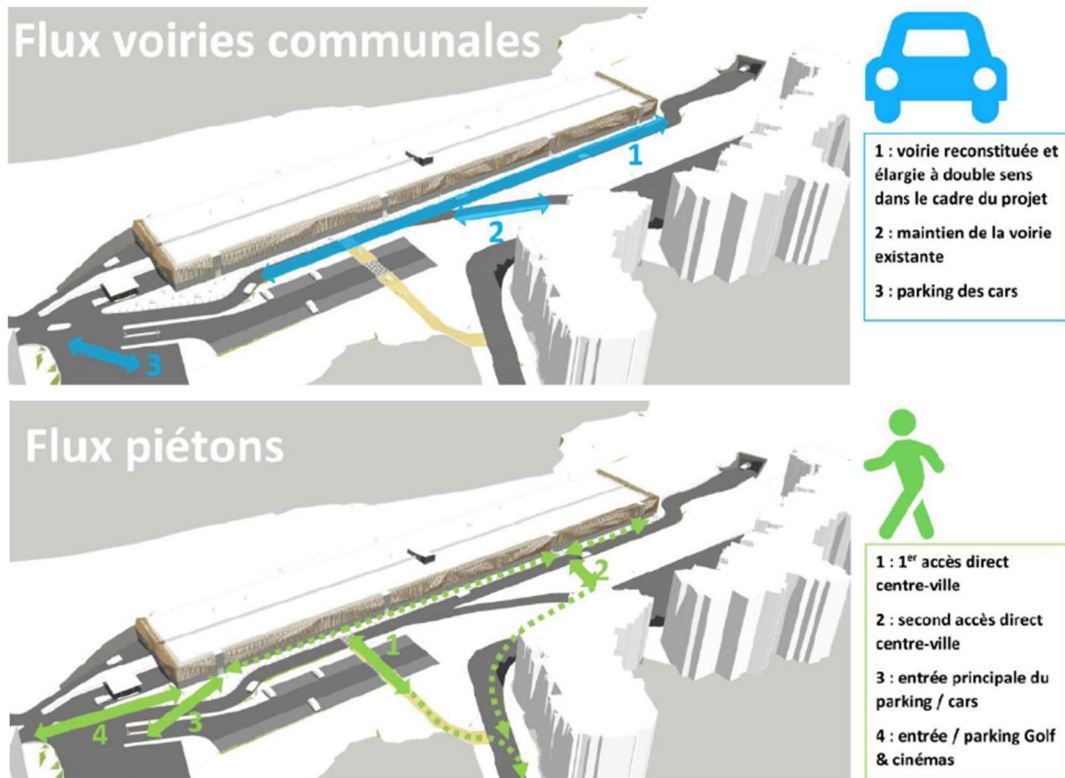 Flux voiries communales
1
2
3
1 : voirie reconstituée et
élargie à double sens
dans le cadre du projet
2 : maintien de la voirie
existante
3 : parking des cars
Flux piétons
1
2
3
4
1 : 1er accès direct
centre-ville
2 : second accès direct
centre-ville
3 : entrée principale du
parking / cars
4 : entrée / parking Golf
& cinémas